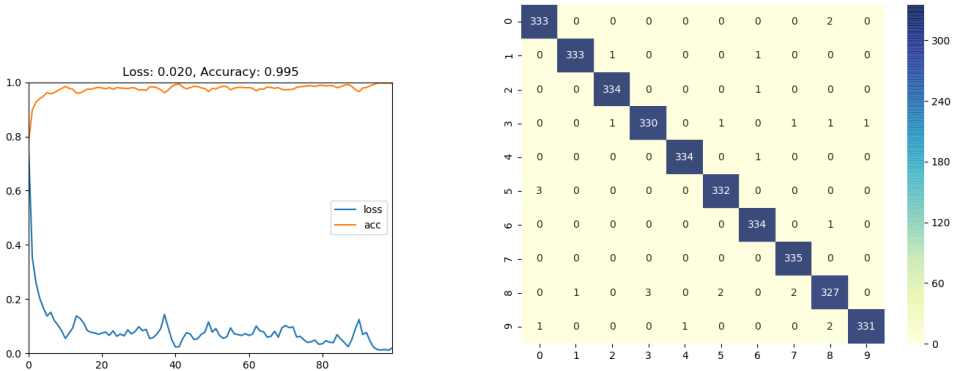 Loss: 0.020, Accuracy: 0.995
1.0
0.8
0.6
0.4
0.2
0.0
0 20 40 60 80
loss
acc
0 333 0 0 0 0 0 0 0 2 0
1 0 333 1 0 0 0 1 0 0 0
2 0 0 334 0 0 0 1 0 0 0
3 0 0 1 330 0 1 0 1 1 1
4 0 0 0 0 334 0 1 0 0 0
5 3 0 0 0 0 332 0 0 0 0
6 0 0 0 0 0 0 334 0 1 0
7 0 0 0 0 0 0 0 335 0 0
8 0 1 0 3 0 2 0 2 327 0
9 1 0 0 0 1 0 0 0 2 331
0 1 2 3 4 5 6 7 8 9
300
240
180
120
60
0